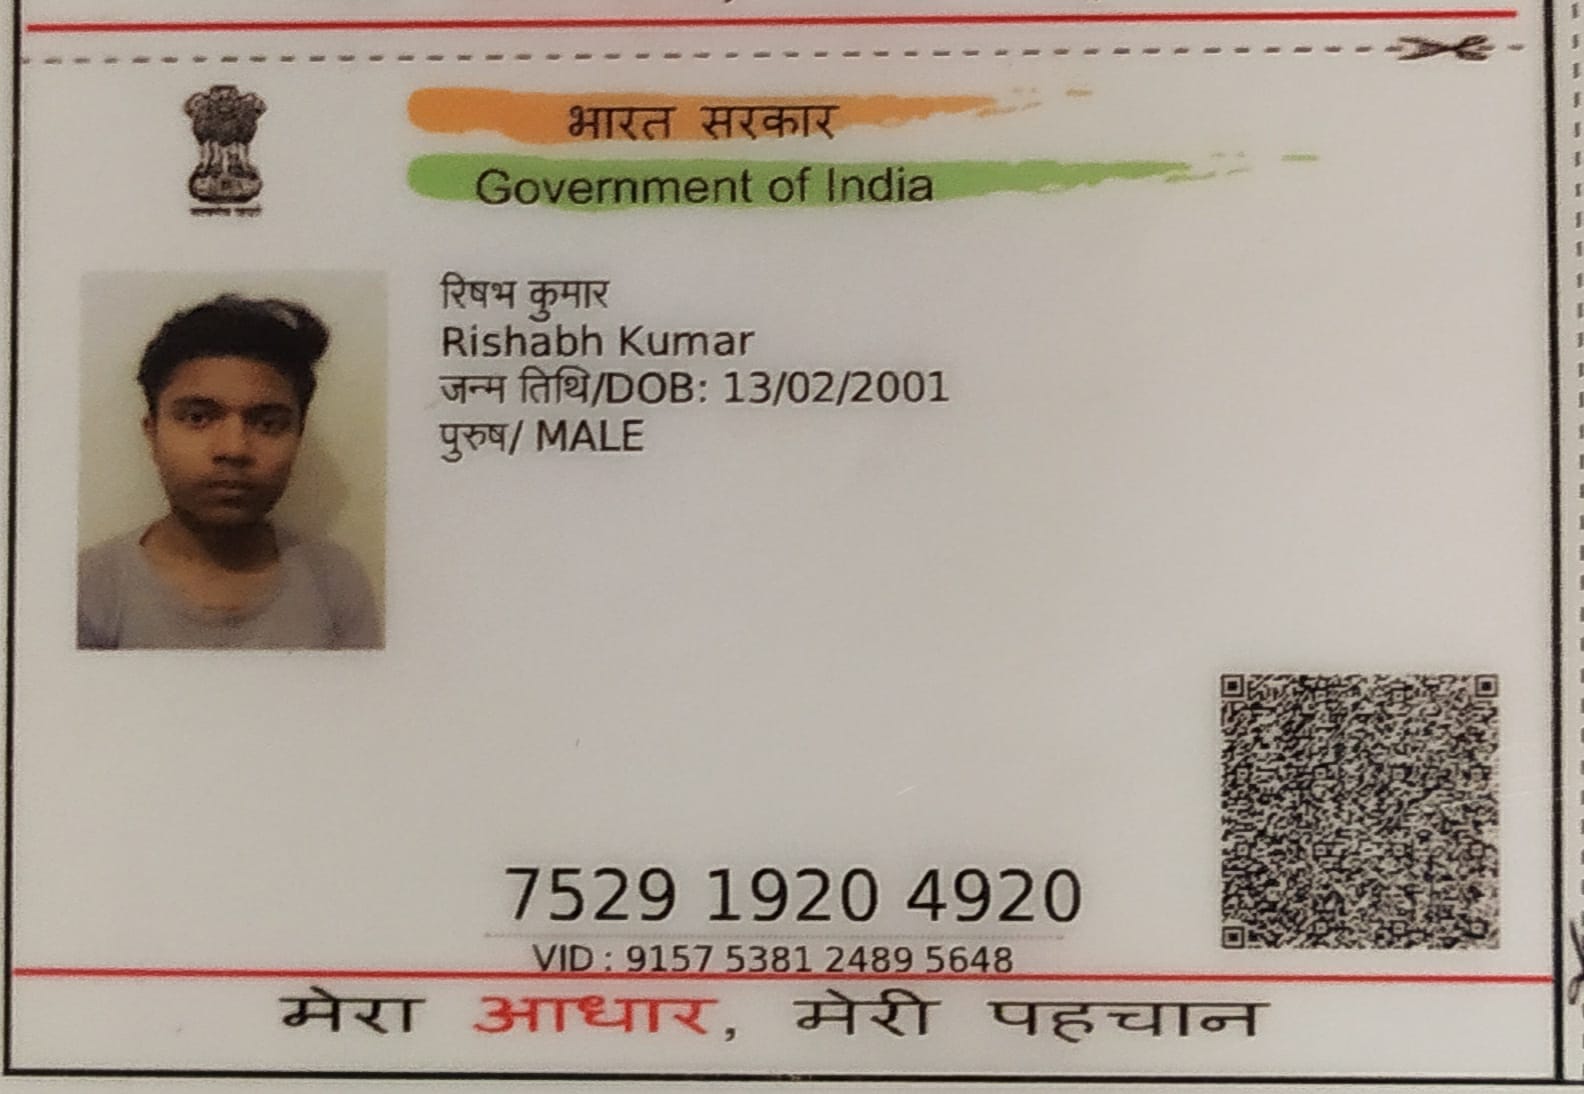 भारत सरकार
Government of India
रिषभ कुमार
Rishabh Kumar
जन्म तिथि/DOB: 13/02/2001
पुरुष/ MALE
7529 1920 4920
VID : 9157 5381 2489 5648
मेरा आधार, मेरी पहचान